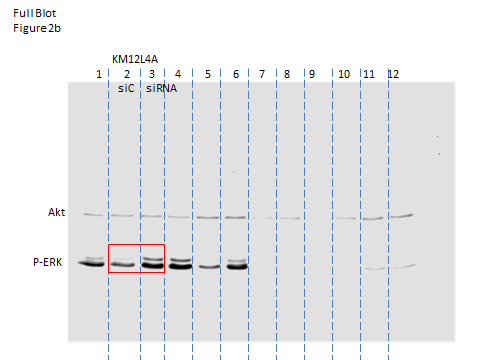 Full Blot
Figure 2b
KM12L4A
1 2 3 4 5 6 7 8 9 10 11 12
siC siRNA
Akt
P-ERK